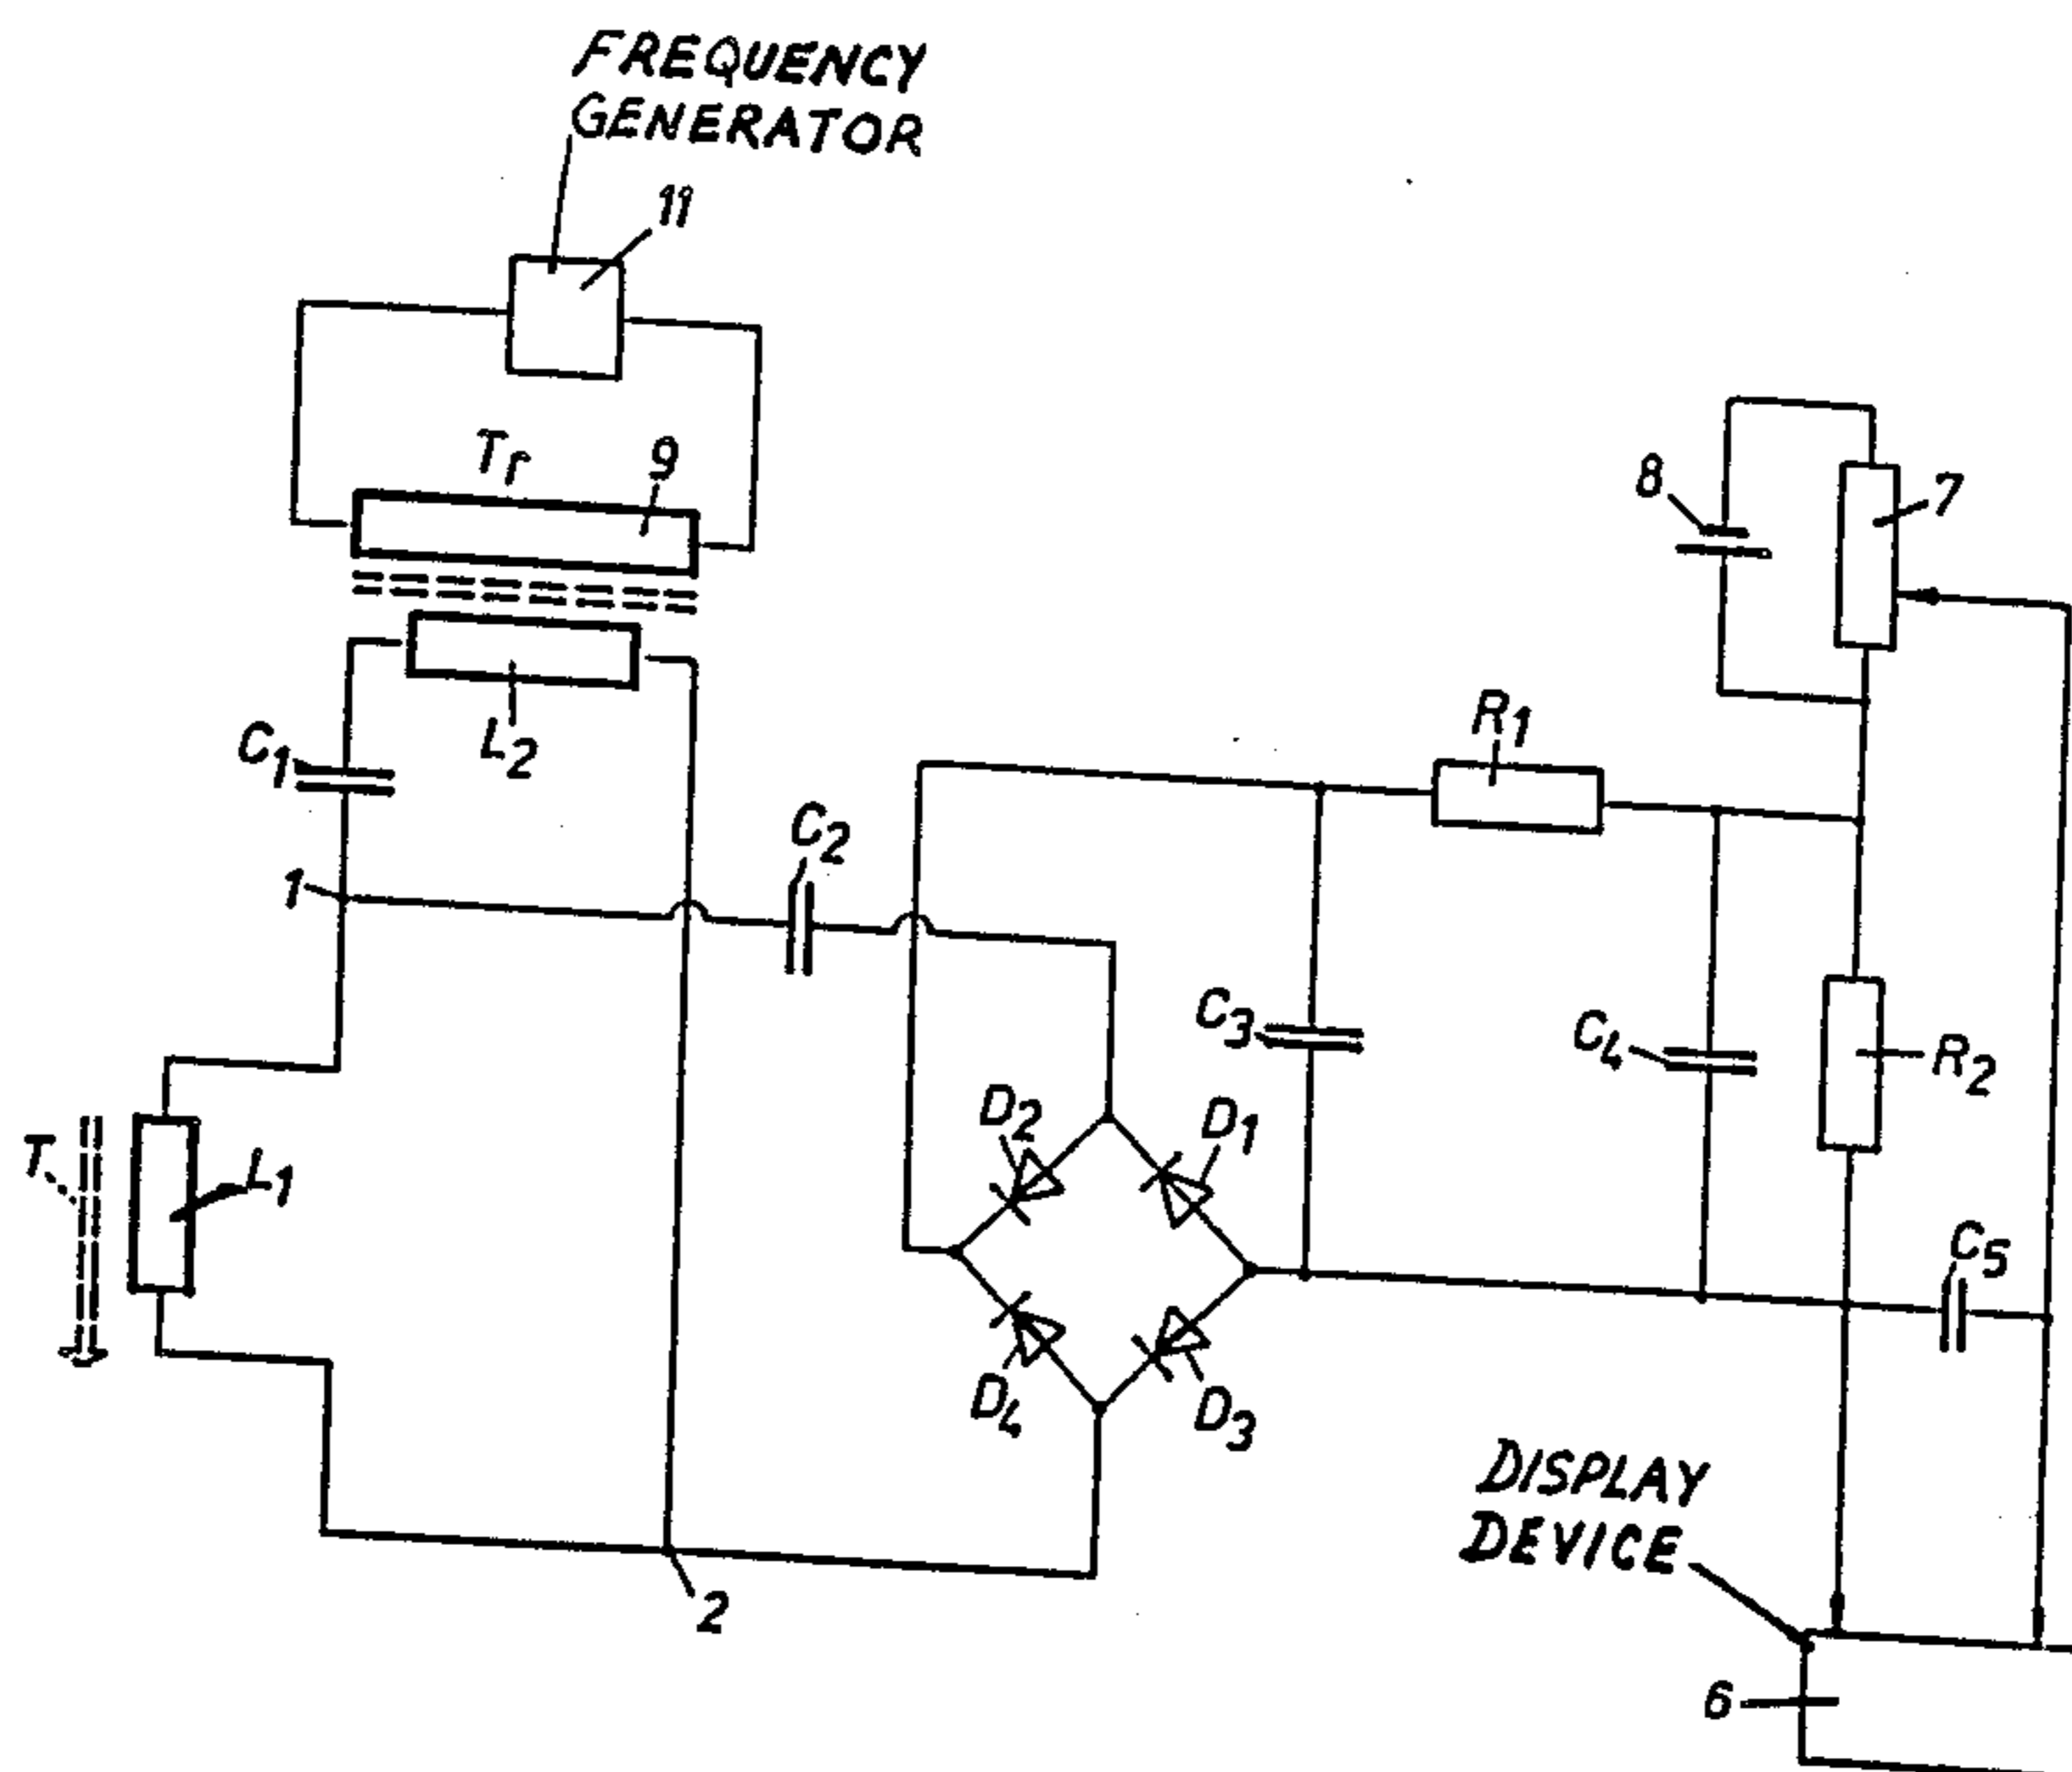 FREQUENCY
GENERATOR
11
Tr
9
8
7
L2
C1
R1
C2
1
C3
C4
R2
D2
D1
T
L1
C5
D4
D3
DISPLAY
DEVICE
2
6